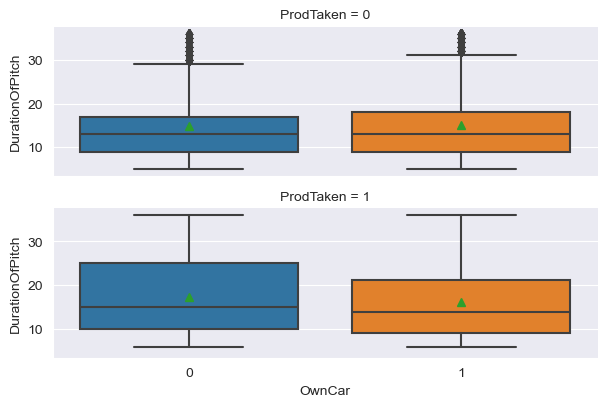 ProdTaken = 0
DurationOfPitch
30
20
10
ProdTaken = 1
DurationOfPitch
30
20
10
0
1
OwnCar